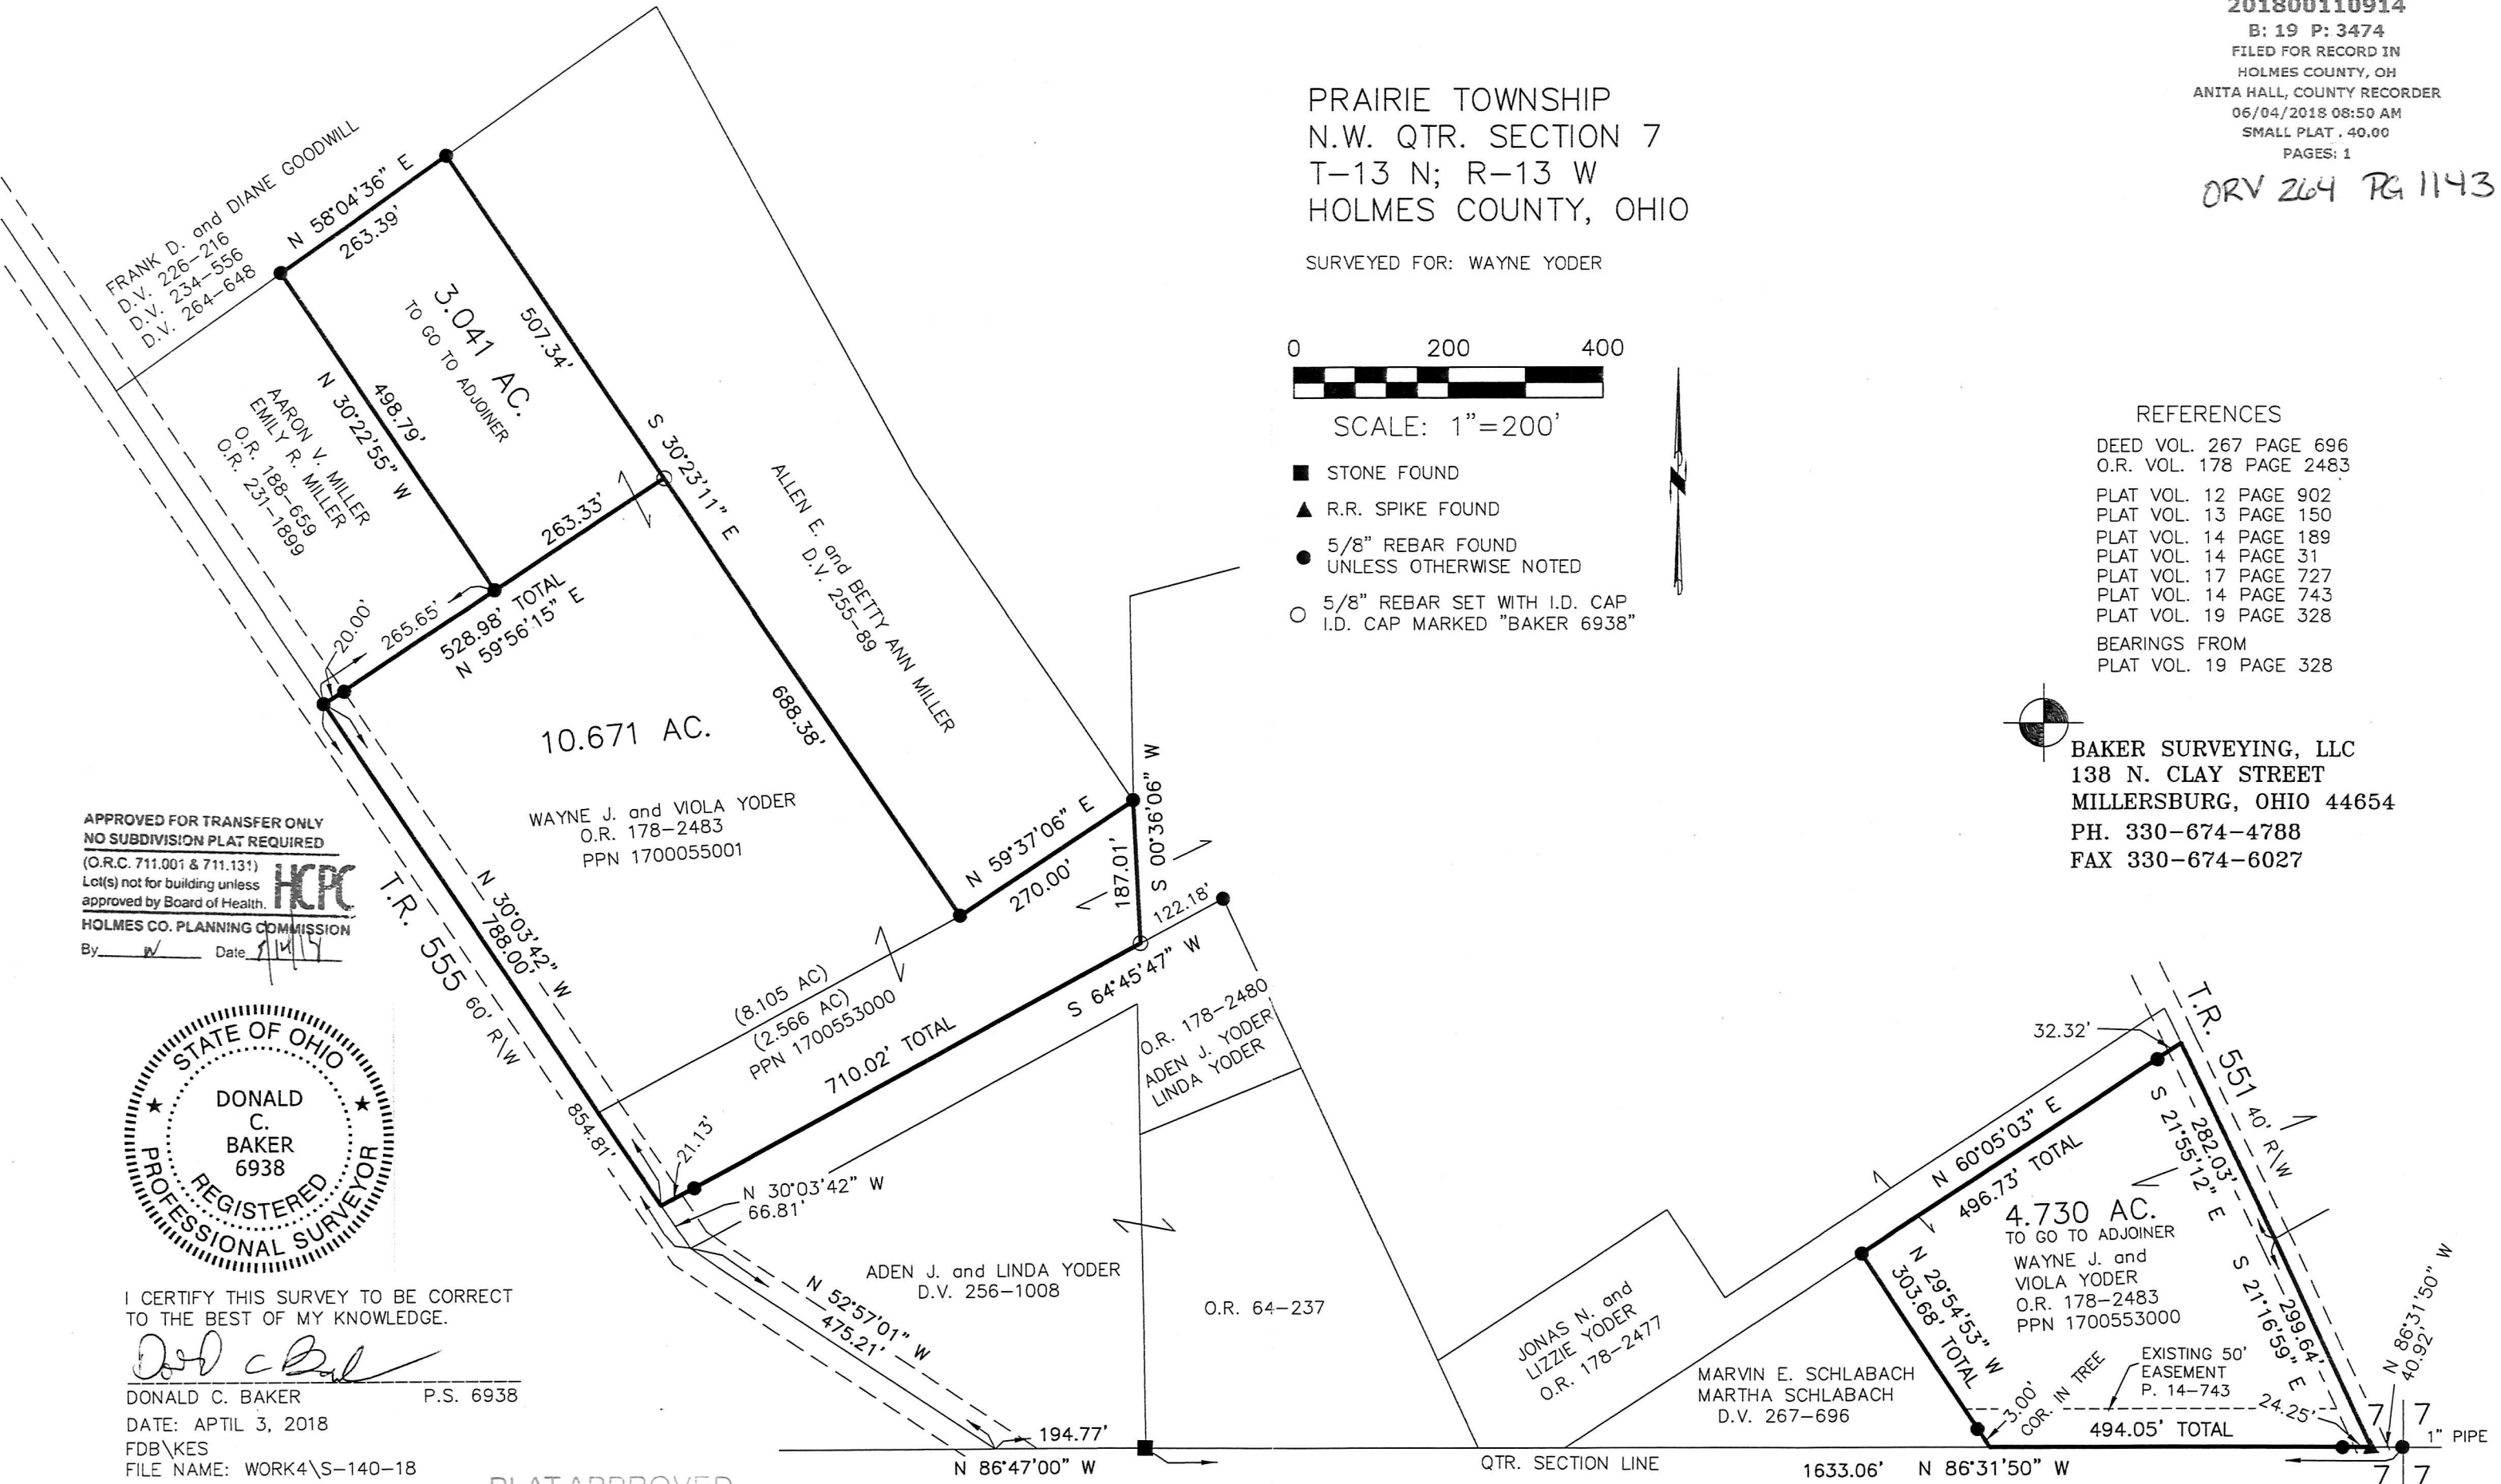 201800110914
B: 19 P: 3474
FILED FOR RECORD IN
HOLMES COUNTY, OH
ANITA HALL, COUNTY RECORDER
06/04/2018 08:50 AM
SMALL PLAT . 40.00
PAGES: 1
ORV 264 PG 1143
PRAIRIE TOWNSHIP
N.W. QTR. SECTION 7
T-13 N; R-13 W
HOLMES COUNTY, OHIO
SURVEYED FOR: WAYNE YODER
0 200 400
SCALE: 1"=200'
STONE FOUND
R.R. SPIKE FOUND
5/8" REBAR FOUND
UNLESS OTHERWISE NOTED
5/8" REBAR SET WITH I.D. CAP
I.D. CAP MARKED "BAKER 6938"
REFERENCES
DEED VOL. 267 PAGE 696
O.R. VOL. 178 PAGE 2483
PLAT VOL. 12 PAGE 902
PLAT VOL. 13 PAGE 150
PLAT VOL. 14 PAGE 189
PLAT VOL. 14 PAGE 31
PLAT VOL. 17 PAGE 727
PLAT VOL. 14 PAGE 743
PLAT VOL. 19 PAGE 328
BEARINGS FROM
PLAT VOL. 19 PAGE 328
BAKER SURVEYING, LLC
138 N. CLAY STREET
MILLERSBURG, OHIO 44654
PH. 330-674-4788
FAX 330-674-6027
FRANK D. and DIANE GOODWILL
D.V. 226-216
D.V. 234-556
D.V. 264-648
N 58°04'36" E
263.39'
3.041 AC.
TO GO TO ADJOINER
507.34'
S 30°23'11" E
498.79'
N 30°22'55" W
AARON V. MILLER
EMILY R. MILLER
O.R. 188-659
O.R. 231-1899
263.33'
20.00'
265.65'
528.98' TOTAL
N 59°56'15" E
ALLEN E. and BETTY ANN MILLER
D.V. 255-89
688.38'
10.671 AC.
WAYNE J. and VIOLA YODER
O.R. 178-2483
PPN 1700055001
N 59°37'06" E
270.00'
187.01'
S 00°36'06" W
122.18'
S 64°45'47" W
N 30°03'42" W
788.00'
T.R. 555 60' R\W
854.81'
(8.105 AC)
(2.566 AC)
PPN 1700553000
710.02' TOTAL
21.13'
N 30°03'42" W
66.81'
O.R. 178-2480
ADEN J. YODER
LINDA YODER
ADEN J. and LINDA YODER
D.V. 256-1008
N 52°57'01" W
475.21'
O.R. 64-237
194.77'
N 86°47'00" W
QTR. SECTION LINE
1633.06' N 86°31'50" W
JONAS N. and
LIZZIE YODER
O.R. 178-2477
MARVIN E. SCHLABACH
MARTHA SCHLABACH
D.V. 267-696
32.32'
T.R. 551 40' R\W
N 60°05'03" E
496.73' TOTAL
282.03'
S 21°55'12" E
4.730 AC.
TO GO TO ADJOINER
WAYNE J. and
VIOLA YODER
O.R. 178-2483
PPN 1700553000
N 29°54'53" W
303.68' TOTAL
299.64'
S 21°16'59" E
EXISTING 50'
EASEMENT
P. 14-743
3.00'
COR. IN TREE
24.25'
494.05' TOTAL
N 86°31'50" W
40.92'
7 7
1" PIPE
7 7
APPROVED FOR TRANSFER ONLY
NO SUBDIVISION PLAT REQUIRED
(O.R.C. 711.001 & 711.131)
Lot(s) not for building unless
approved by Board of Health.
HCPC
HOLMES CO. PLANNING COMMISSION
By Date
STATE OF OHIO
DONALD
C.
BAKER
6938
REGISTERED
PROFESSIONAL SURVEYOR
I CERTIFY THIS SURVEY TO BE CORRECT
TO THE BEST OF MY KNOWLEDGE.
DONALD C. BAKER P.S. 6938
DATE: APTIL 3, 2018
FDB\KES
FILE NAME: WORK4\S-140-18
PLAT APPROVED